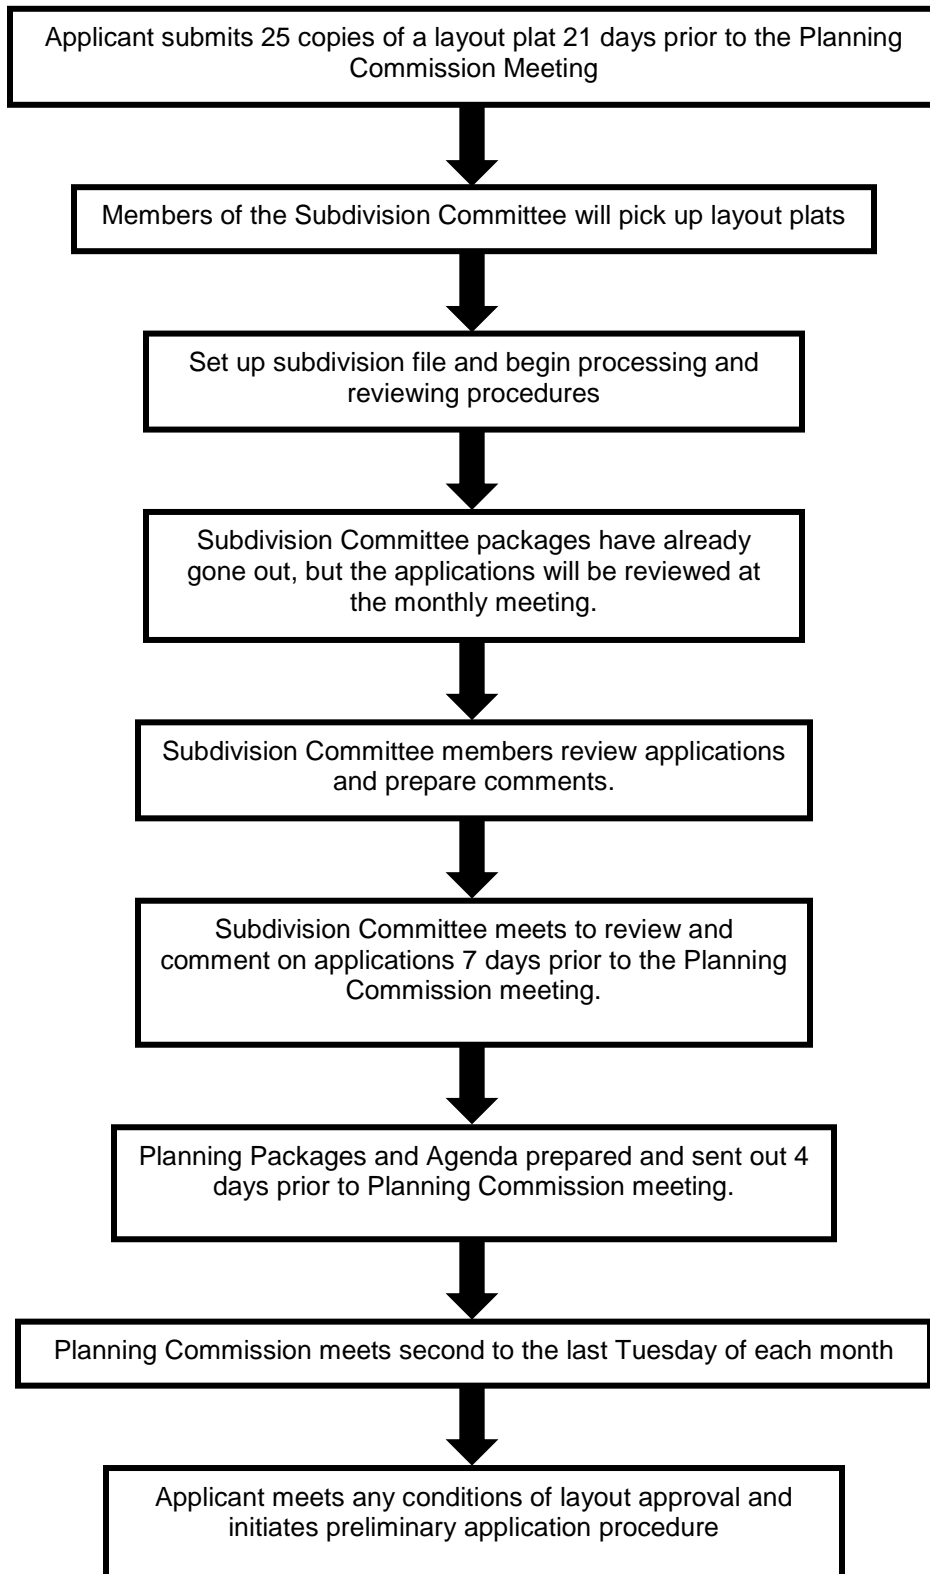 Applicant submits 25 copies of a layout plat 21 days prior to the Planning
Commission Meeting
Members of the Subdivision Committee will pick up layout plats
Set up subdivision file and begin processing and
reviewing procedures
Subdivision Committee packages have already
gone out, but the applications will be reviewed at
the monthly meeting.
Subdivision Committee members review applications
and prepare comments.
Subdivision Committee meets to review and
comment on applications 7 days prior to the Planning
Commission meeting.
Planning Packages and Agenda prepared and sent out 4
days prior to Planning Commission meeting.
Planning Commission meets second to the last Tuesday of each month
Applicant meets any conditions of layout approval and
initiates preliminary application procedure